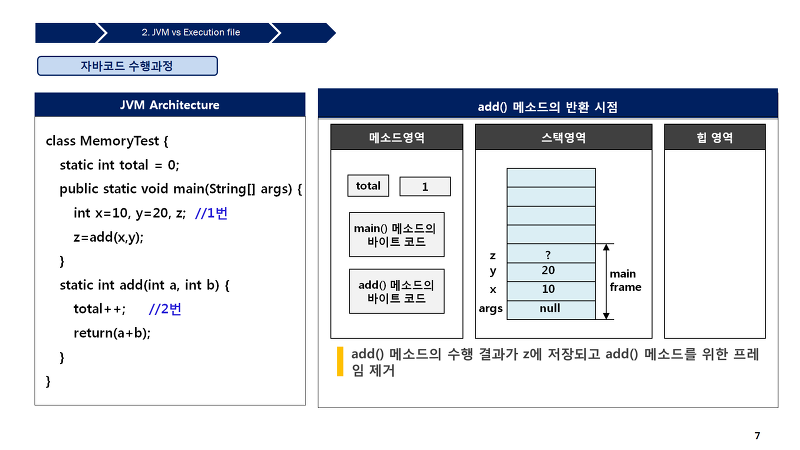 2. JVM vs Execution file
자바코드 수행과정
JVM Architecture
class MemoryTest {
static int total = 0;
public static void main(String[] args) {
int x=10, y=20, z; //1번
z=add(x,y);
}
static int add(int a, int b) {
total++; //2번
return(a+b);
}
}
add() 메소드의 반환 시점
메소드영역
total 1
main() 메소드의
바이트 코드
add() 메소드의
바이트 코드
스택영역
z ?
y 20
x 10
args null
main
frame
힙 영역
add() 메소드의 수행 결과가 z에 저장되고 add() 메소드를 위한 프레
임 제거
7